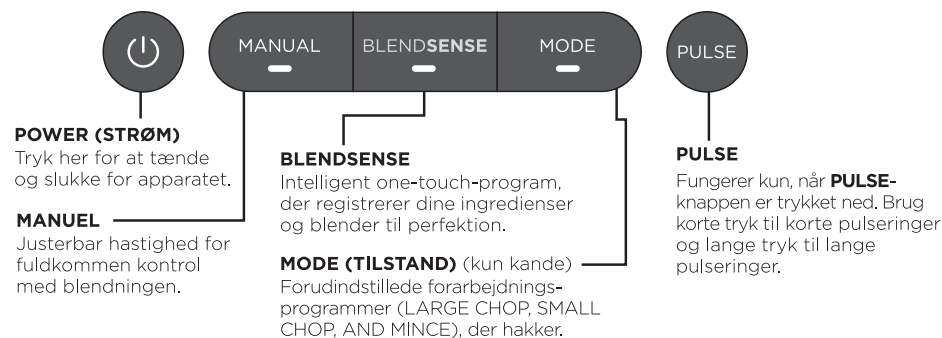 MANUAL
BLENDSENSE
MODE
PULSE
POWER (STRØM)
Tryk her for at tænde
og slukke for apparatet.
MANUEL
Justerbar hastighed for
fuldkommen kontrol
med blendningen.
BLENDSENSE
Intelligent one-touch-program,
der registrerer dine ingredienser
og blender til perfektion.
MODE (TILSTAND) (kun kande)
Forudindstillede forarbejdnings-
programmer (LARGE CHOP, SMALL
CHOP, AND MINCE), der hakker.
PULSE
Fungerer kun, når PULSE-
knappen er trykket ned. Brug
korte tryk til korte pulseringer
og lange tryk til lange
pulseringer.